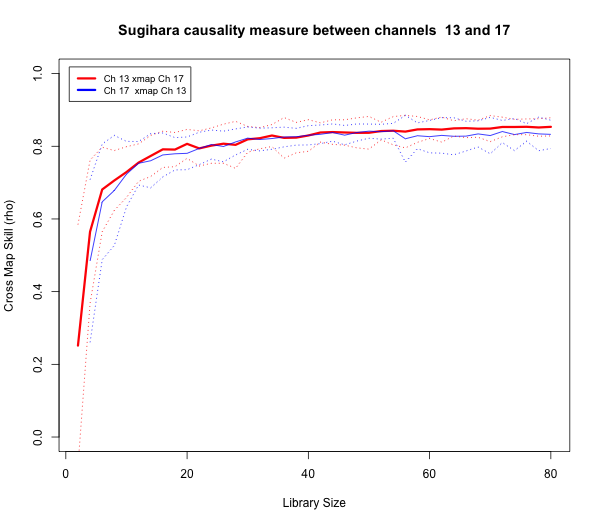 Sugihara causality measure between channels  13 and 17
Ch 13 xmap Ch 17
Ch 17  xmap Ch 13
Cross Map Skill (rho)
1.0
0.8
0.6
0.4
0.2
0.0
0 20 40 60 80
Library Size